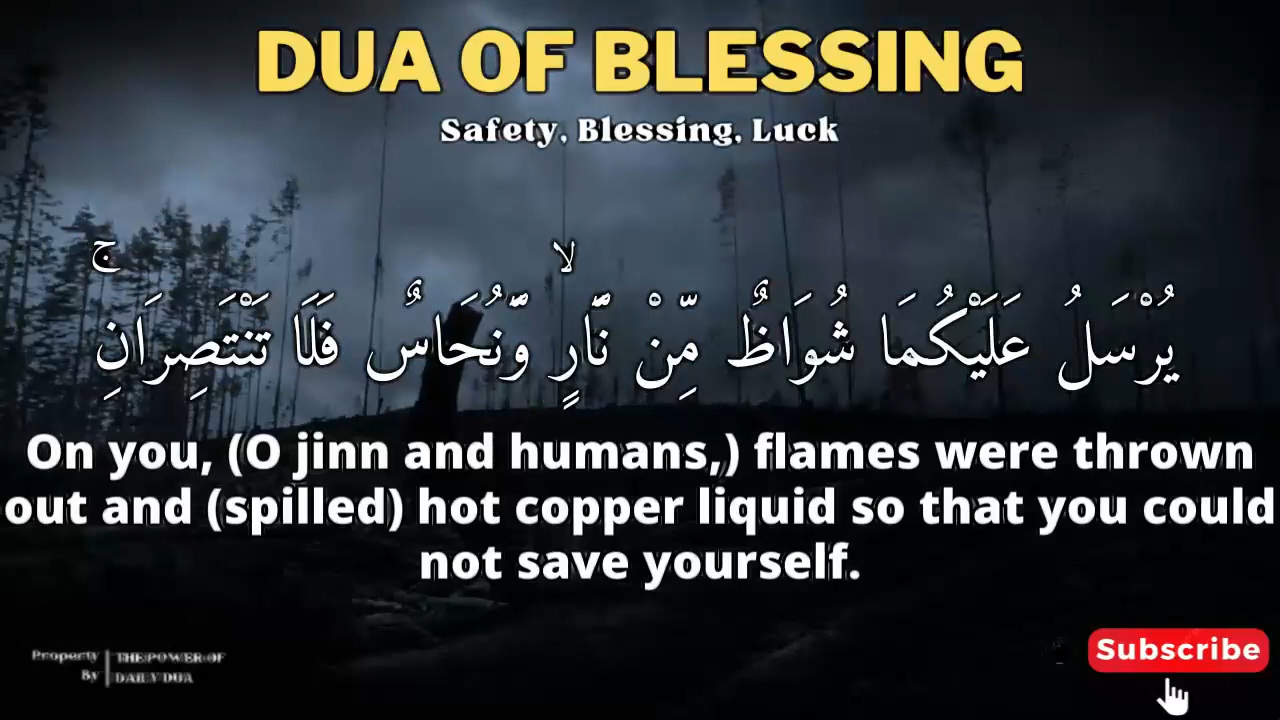 DUA OF BLESSING
Safety, Blessing, Luck
يُرْسَلُ عَلَيْكُمَا شُوَاظٌ مِّنْ نَّارٍ ۙ وَّنُحَاسٌ فَلَا تَنْتَصِرَانِ ۚ
On you, (O jinn and humans,) flames were thrown
out and (spilled) hot copper liquid so that you could
not save yourself.
Property By
THE POWER OF
DAILY DUA
Subscribe